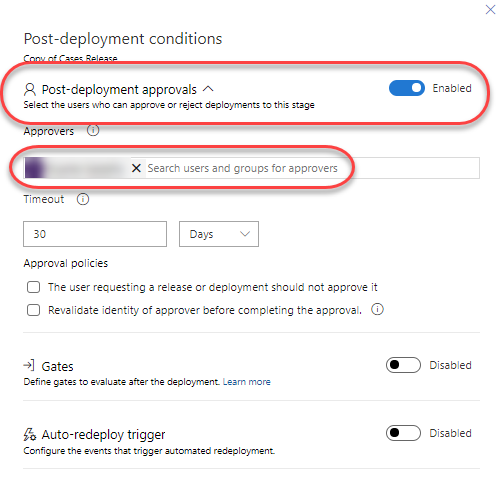 Post-deployment conditions
Copy of Cases Release
Post-deployment approvals
Enabled
Select the users who can approve or reject deployments to this stage
Approvers
Search users and groups for approvers
Timeout
30 Days
Approval policies
The user requesting a release or deployment should not approve it
Revalidate identity of approver before completing the approval.
Gates
Disabled
Define gates to evaluate after the deployment. Learn more
Auto-redeploy trigger
Disabled
Configure the events that trigger automated redeployment.